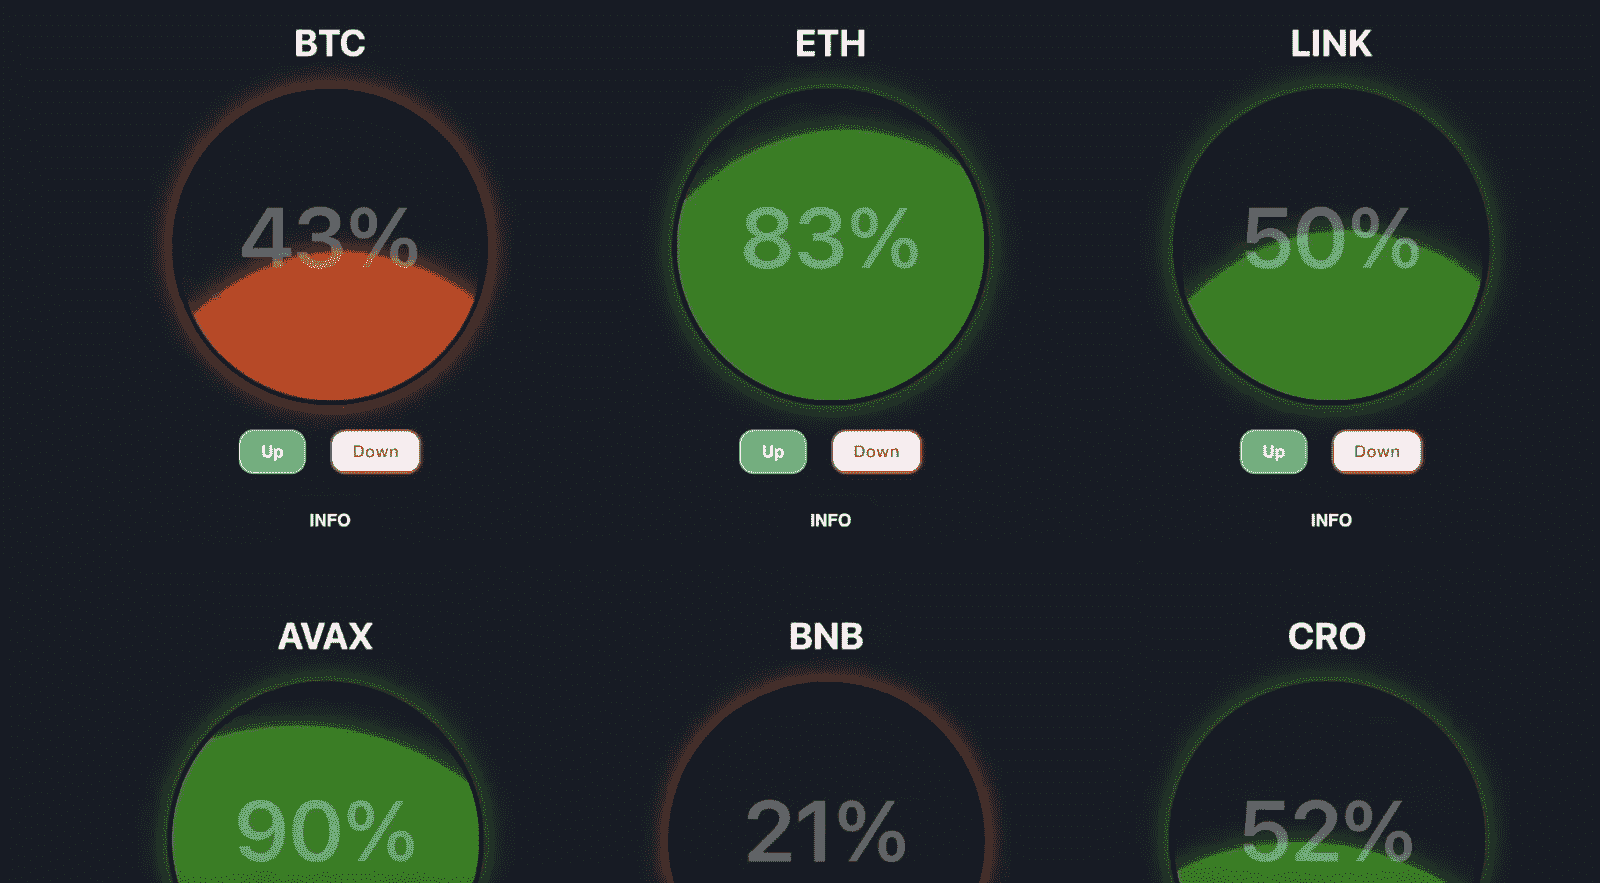 BTC ETH LINK
43% 83% 50%
Up Down Up Down Up Down
INFO INFO INFO
AVAX BNB CRO
90% 21% 52%